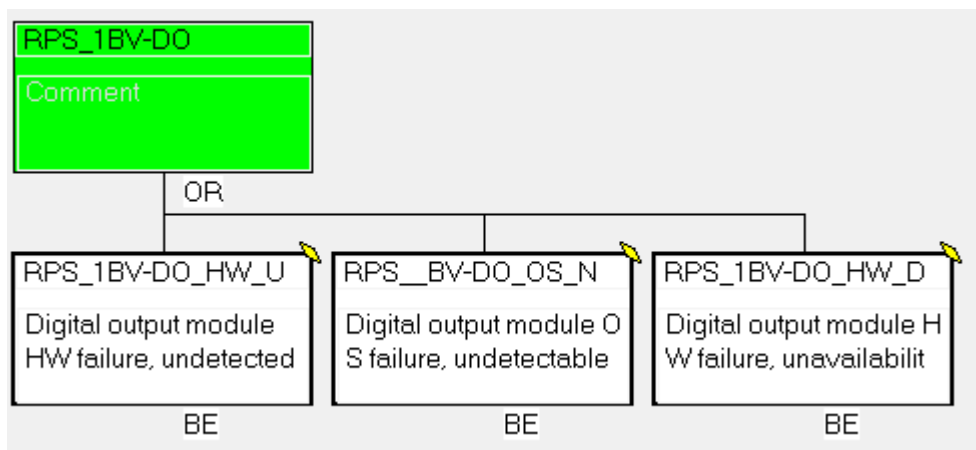 RPS_1BV-DO
Comment
OR
RPS_1BV-DO_HW_U
Digital output module
HW failure, undetected
BE
RPS__BV-DO_OS_N
Digital output module O
S failure, undetectable
BE
RPS_1BV-DO_HW_D
Digital output module H
W failure, unavailabilit
BE